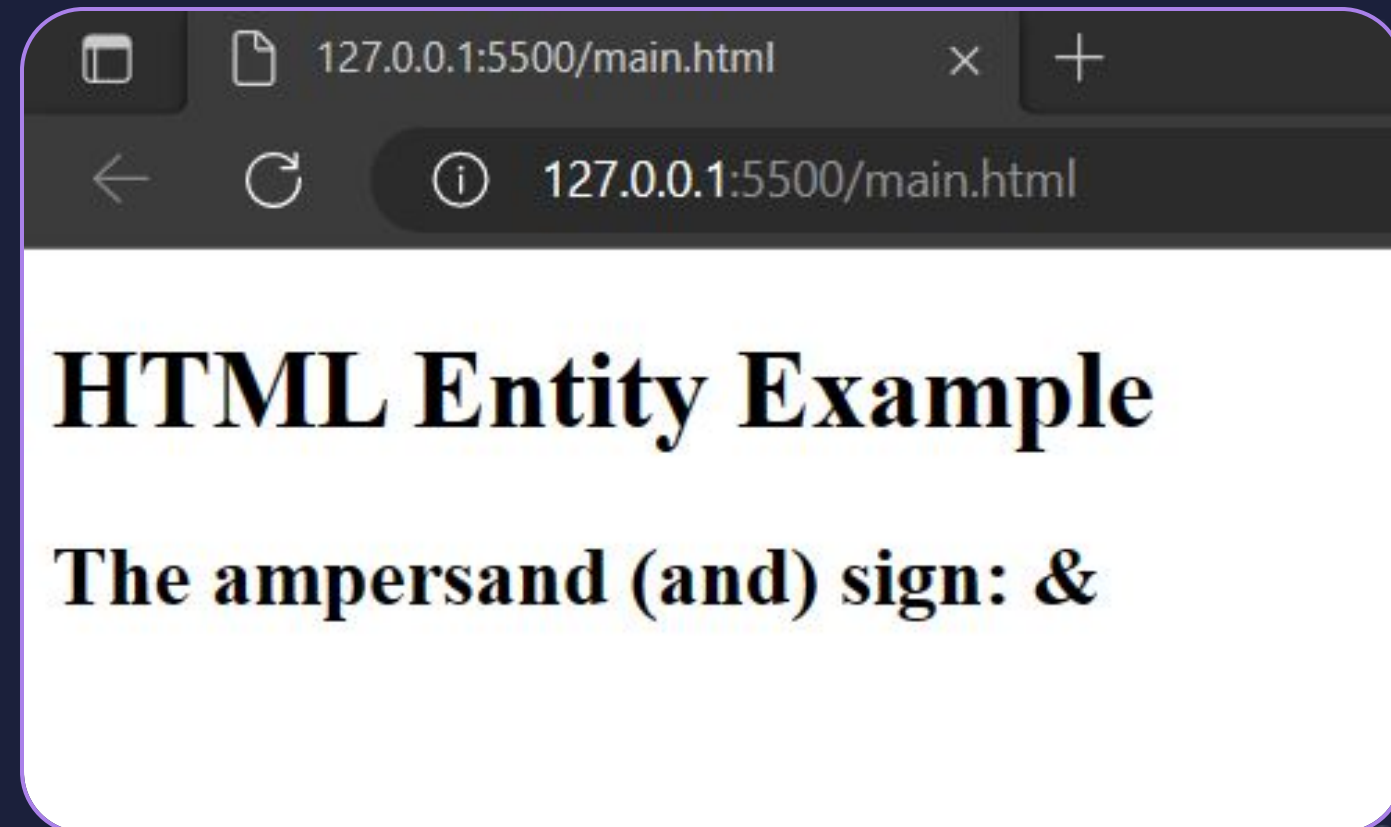 127.0.0.1:5500/main.html
127.0.0.1:5500/main.html
HTML Entity Example
The ampersand (and) sign: &